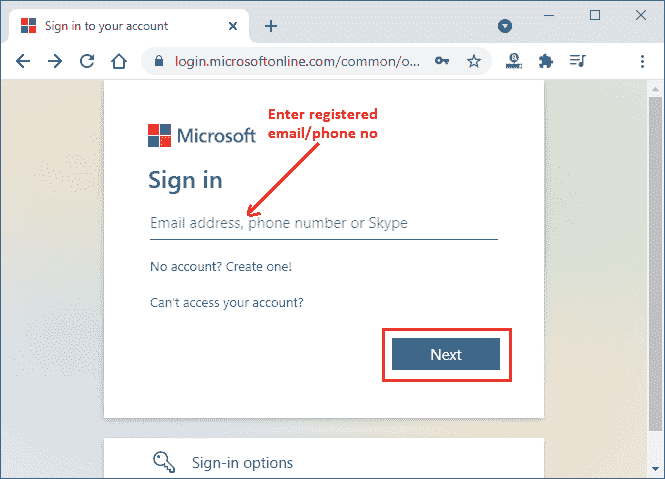 Sign in to your account
login.microsoftonline.com/common/o...
Enter registered
email/phone no
Microsoft
Sign in
Email address, phone number or Skype
No account? Create one!
Can't access your account?
Next
Sign-in options